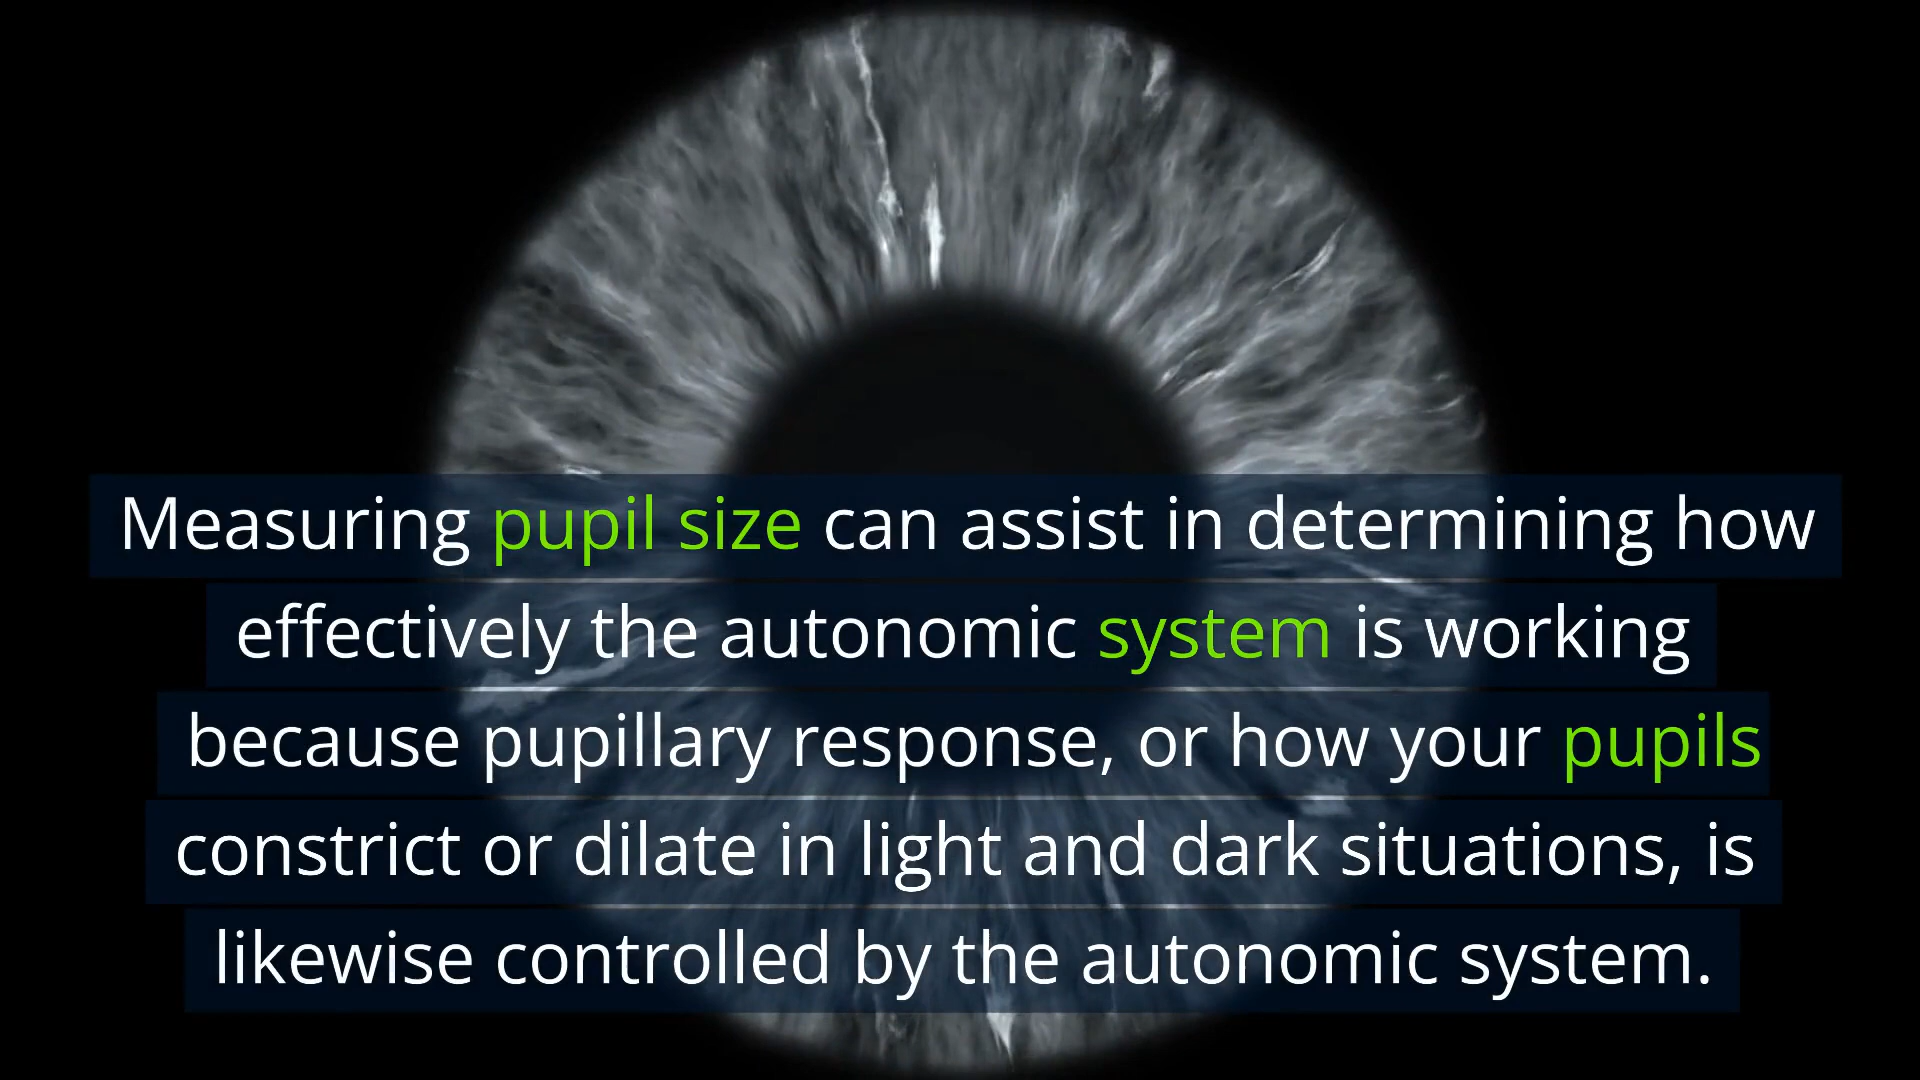 Measuring pupil size can assist in determining how
effectively the autonomic system is working
because pupillary response, or how your pupils
constrict or dilate in light and dark situations, is
likewise controlled by the autonomic system.